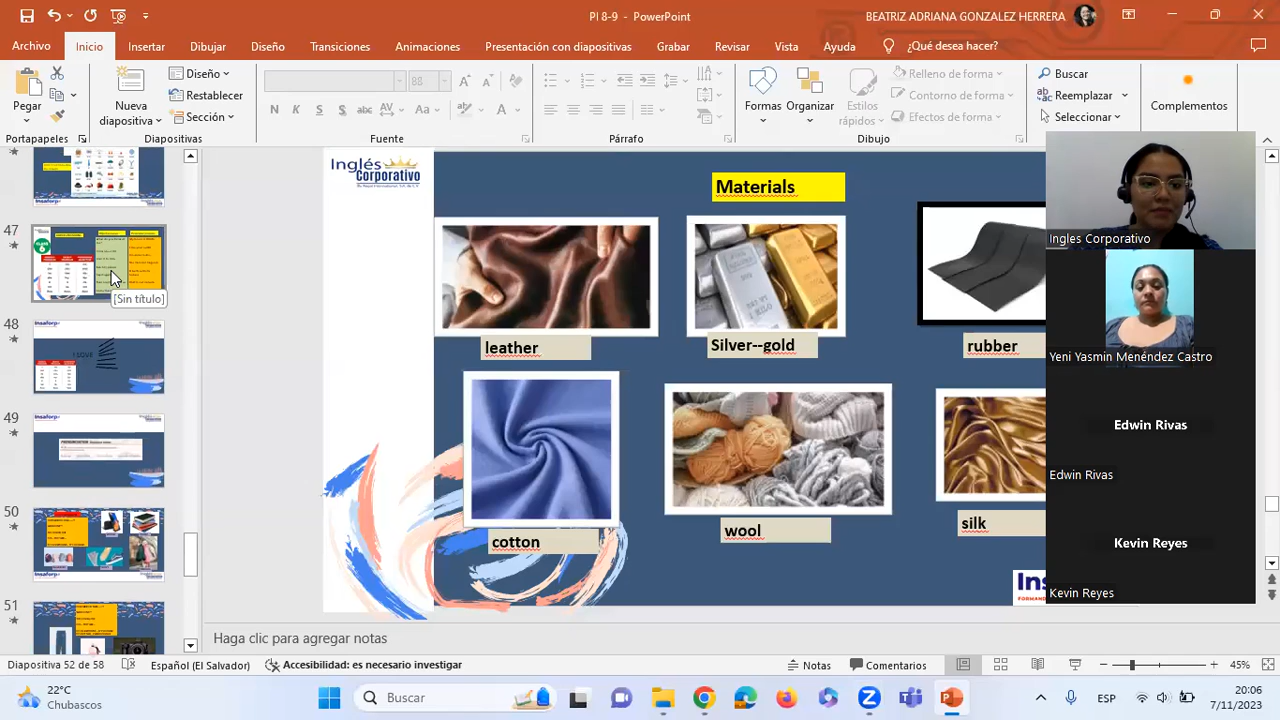 PI 8-9 - PowerPoint
BEATRIZ ADRIANA GONZALEZ HERRERA
Archivo Inicio Insertar Dibujar Diseño Transiciones Animaciones Presentación con diapositivas Grabar Revisar Vista Ayuda ¿Qué desea hacer?
Pegar
Nueva diapositiva
Diseño
Restablecer
Sección
88
N K S S abc AV Aa A
Formas
Organizar
Estilos rápidos
Relleno de forma
Contorno de forma
Efectos de forma
Buscar
Reemplazar
Seleccionar
Complementos
Portapapeles Diapositivas Fuente Párrafo Dibujo
47
[Sin título]
48
49
50
51
Inglés
Corporativo
Materials
leather
Silver--gold
rubber
cotton
wool
silk
Ins
Ingles Corporativo
Yeni Yasmin Menéndez Castro
Edwin Rivas
Edwin Rivas
Kevin Reyes
Kevin Reyes
Haga clic para agregar notas
Diapositiva 52 de 58 Español (El Salvador) Accesibilidad: es necesario investigar Notas Comentarios 45%
22°C
Chubascos
Buscar
ESP
20:06
7/11/2023